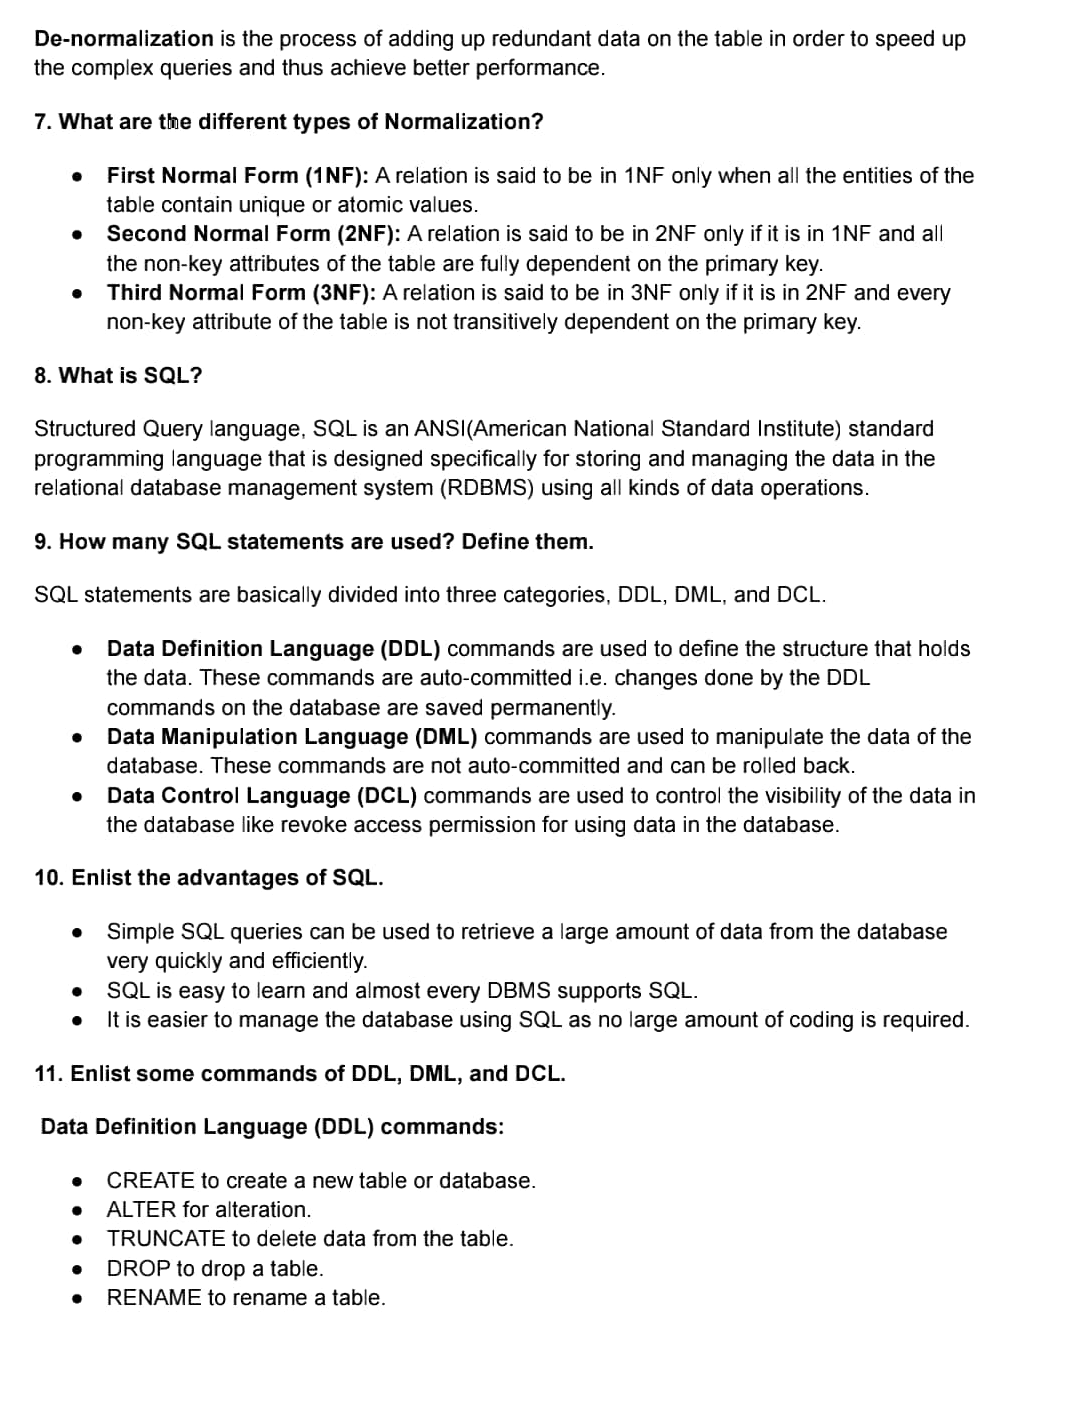 De-normalization is the process of adding up redundant data on the table in order to speed up
the complex queries and thus achieve better performance.
7. What are the different types of Normalization?
● First Normal Form (1NF): A relation is said to be in 1NF only when all the entities of the
table contain unique or atomic values.
● Second Normal Form (2NF): A relation is said to be in 2NF only if it is in 1NF and all
the non-key attributes of the table are fully dependent on the primary key.
● Third Normal Form (3NF): A relation is said to be in 3NF only if it is in 2NF and every
non-key attribute of the table is not transitively dependent on the primary key.
8. What is SQL?
Structured Query language, SQL is an ANSI(American National Standard Institute) standard
programming language that is designed specifically for storing and managing the data in the
relational database management system (RDBMS) using all kinds of data operations.
9. How many SQL statements are used? Define them.
SQL statements are basically divided into three categories, DDL, DML, and DCL.
● Data Definition Language (DDL) commands are used to define the structure that holds
the data. These commands are auto-committed i.e. changes done by the DDL
commands on the database are saved permanently.
● Data Manipulation Language (DML) commands are used to manipulate the data of the
database. These commands are not auto-committed and can be rolled back.
● Data Control Language (DCL) commands are used to control the visibility of the data in
the database like revoke access permission for using data in the database.
10. Enlist the advantages of SQL.
● Simple SQL queries can be used to retrieve a large amount of data from the database
very quickly and efficiently.
● SQL is easy to learn and almost every DBMS supports SQL.
● It is easier to manage the database using SQL as no large amount of coding is required.
11. Enlist some commands of DDL, DML, and DCL.
Data Definition Language (DDL) commands:
● CREATE to create a new table or database.
● ALTER for alteration.
● TRUNCATE to delete data from the table.
● DROP to drop a table.
● RENAME to rename a table.